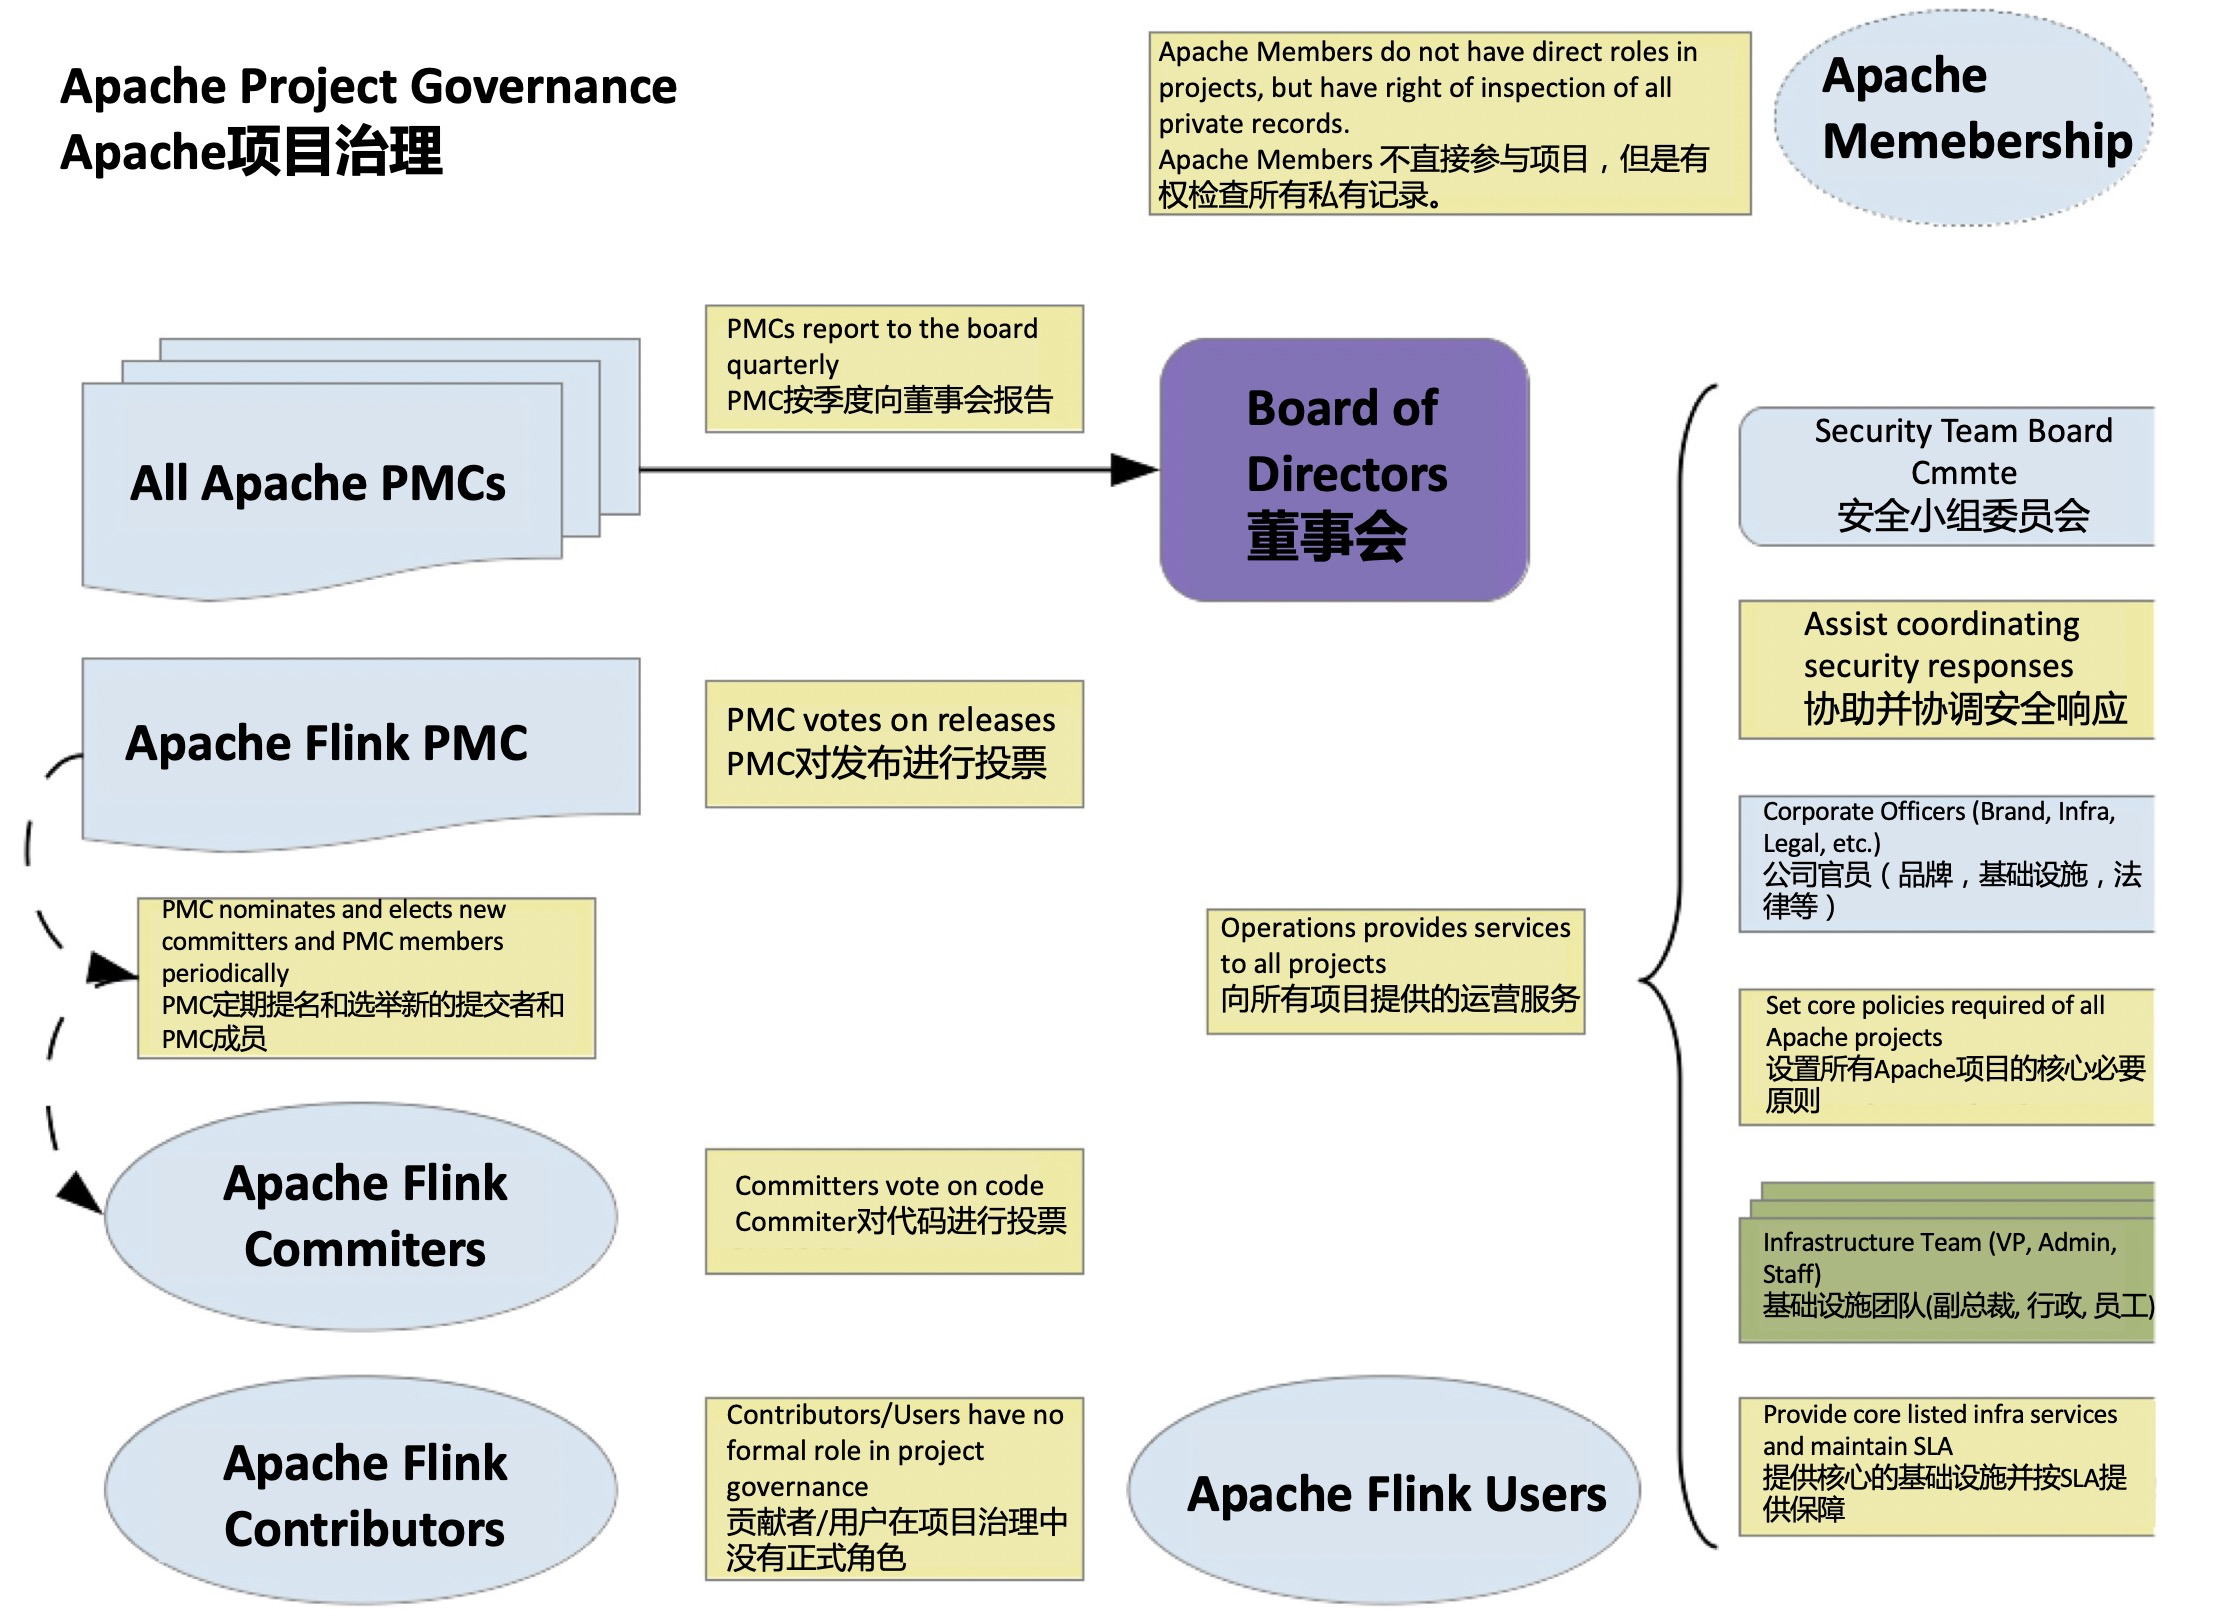 Apache Project Governance
Apache项目治理
Apache Members do not have direct roles in
projects, but have right of inspection of all
private records.
Apache Members 不直接参与项目，但是有
权检查所有私有记录。
Apache
Memebership
All Apache PMCs
PMCs report to the board
quarterly
PMC按季度向董事会报告
Board of
Directors
董事会
Security Team Board
Cmmte
安全小组委员会
Assist coordinating
security responses
协助并协调安全响应
Apache Flink PMC
PMC votes on releases
PMC对发布进行投票
Corporate Officers (Brand, Infra,
Legal, etc.)
公司官员（品牌，基础设施，法
律等）
PMC nominates and elects new
committers and PMC members
periodically
PMC定期提名和选举新的提交者和
PMC成员
Operations provides services
to all projects
向所有项目提供的运营服务
Set core policies required of all
Apache projects
设置所有Apache项目的核心必要
原则
Apache Flink
Commiters
Committers vote on code
Commiter对代码进行投票
Infrastructure Team (VP, Admin,
Staff)
基础设施团队(副总裁, 行政, 员工)
Apache Flink
Contributors
Contributors/Users have no
formal role in project
governance
贡献者/用户在项目治理中
没有正式角色
Apache Flink Users
Provide core listed infra services
and maintain SLA
提供核心的基础设施并按SLA提
供保障